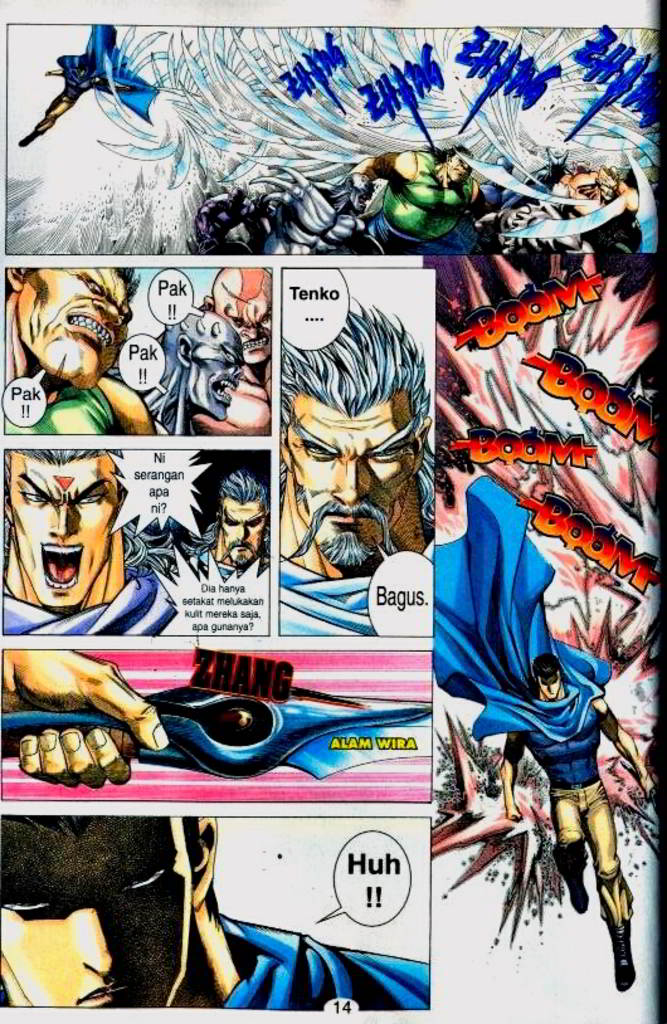 ZHANG
ZHANG
ZHANG
ZHANG
Pak
!!
Pak
!!
Pak
!!
Tenko
....
Bagus.
BOOM
BOOM
BOOM
BOOM
Ni
serangan
apa
ni?
Dia hanya
setakat melukakan
kulit mereka saja,
apa gunanya?
ZHANG
ALAM WIRA
Huh
!!
14